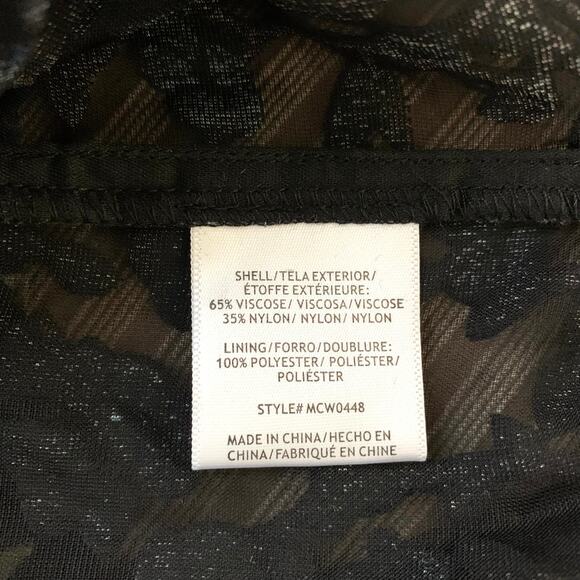 SHELL/TELA EXTERIOR/
ÉTOFFE EXTÉRIEURE:
65% VISCOSE/ VISCOSA/VISCOSE
35% NYLON/ NYLON/ NYLON
LINING/FORRO/DOUBLURE:
100% POLYESTER/ POLIÉSTER/
POLIÉSTER
STYLE# MCW0448
MADE IN CHINA/HECHO EN
CHINA/FABRIQUÉ EN CHINE